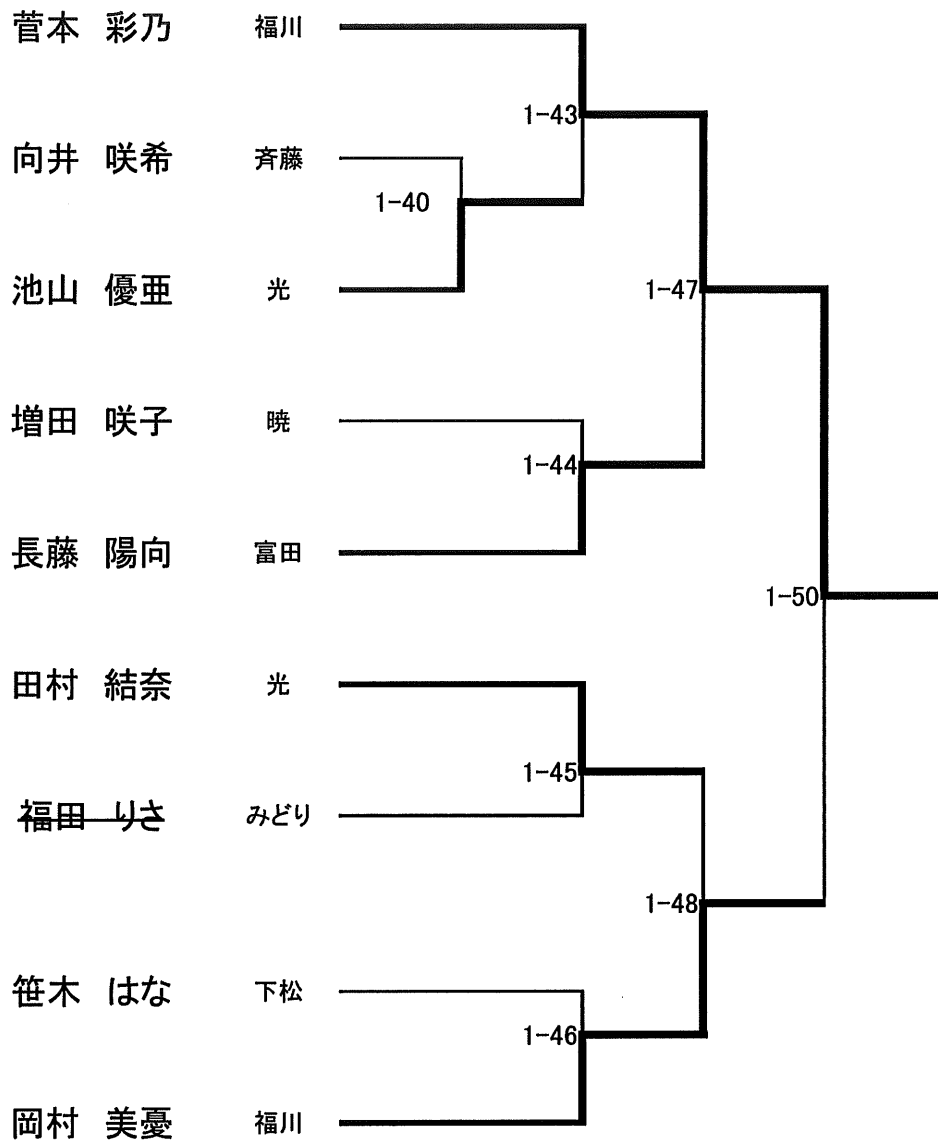 菅本 彩乃 福川
1-43
向井 咲希 斉藤
1-40
池山 優亜 光
1-47
増田 咲子 暁
1-44
長藤 陽向 富田
1-50
田村 結奈 光
1-45
福田 りさ みどり
1-48
笹木 はな 下松
1-46
岡村 美憂 福川